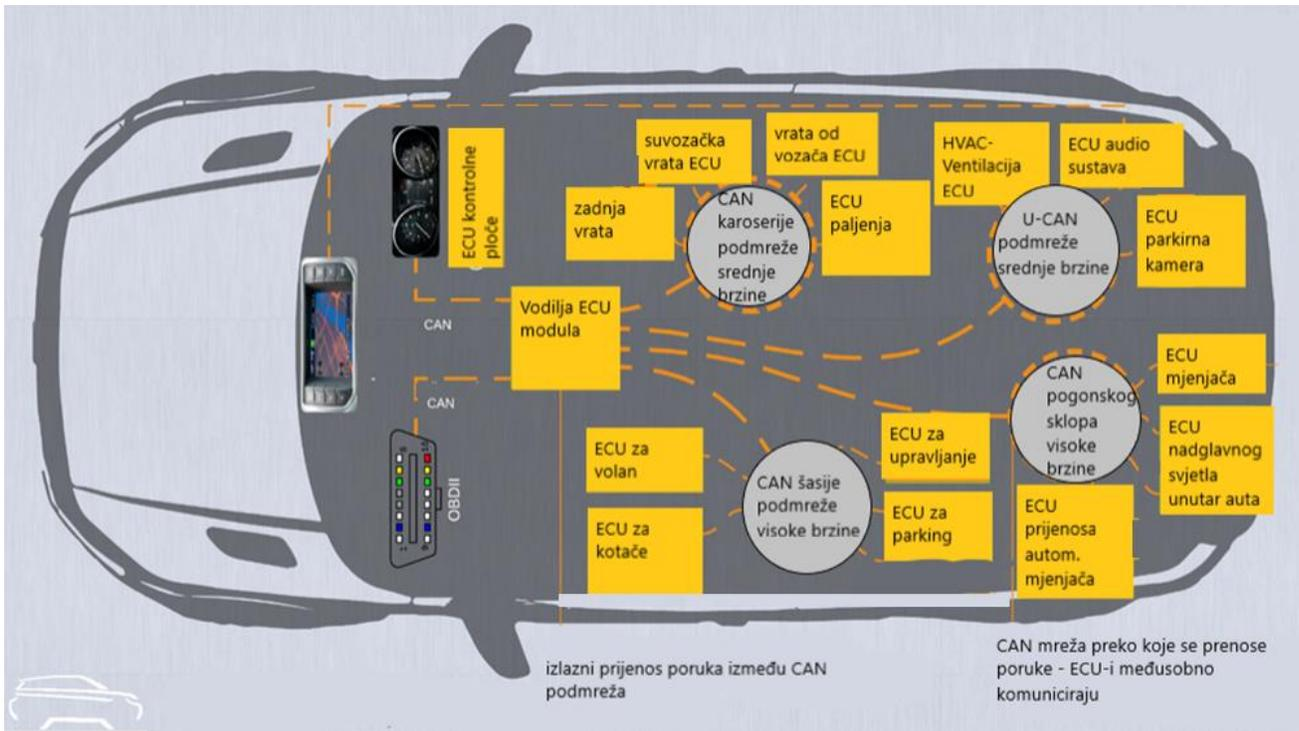 ECU kontrolne
ploče
zadnja
vrata
suvozačka
vrata ECU
vrata od
vozača ECU
CAN
karoserije
podmreže
srednje
brzine
ECU
paljenja
HVAC-
Ventilacija
ECU
ECU audio
sustava
U-CAN
podmreže
srednje brzine
ECU
parkirna
kamera
CAN
Vodilja ECU
modula
CAN
OBDII
ECU za
volan
ECU za
kotače
CAN šasije
podmreže
visoke brzine
ECU za
upravljanje
ECU za
parking
CAN
pogonskog
sklopa
visoke
brzine
ECU
mjenjača
ECU
nadglavnog
svjetla
unutar auta
ECU
prijenosa
autom.
mjenjača
izlazni prijenos poruka između CAN
podmreža
CAN mreža preko koje se prenose
poruke - ECU-i međusobno
komuniciraju